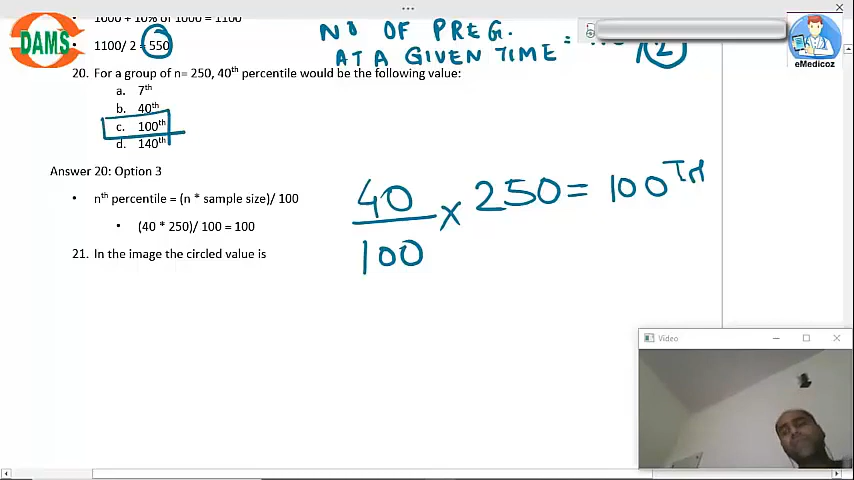 DAMS
1000 + 10% of 1000 = 1100
1100/ 2 = 550
NO OF PREG.
AT A GIVEN TIME =
/2
eMedicoz
20. For a group of n= 250, 40th percentile would be the following value:
a. 7th
b. 40th
c. 100th
d. 140th
Answer 20: Option 3
• nth percentile = (n * sample size)/ 100
• (40 * 250)/ 100 = 100
40/100 × 250 = 100TH
21. In the image the circled value is
Video